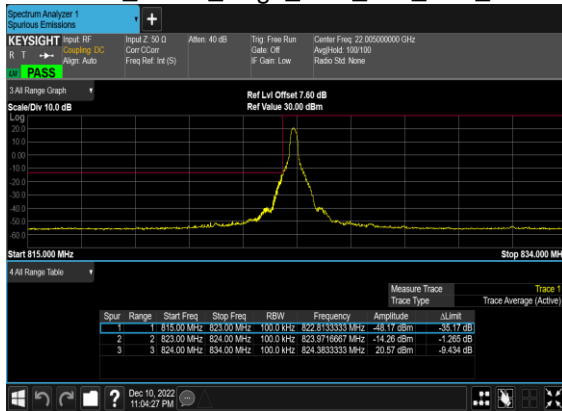 Spectrum Analyzer 1
Spurious Emissions
+
KEYSIGHT
R T
PASS
Input: RF
Coupling: DC
Align: Auto
Input Z: 50 Ω
Corr CCorr
Freq Ref: Int (S)
Atten: 40 dB
Trig: Free Run
Gate: Off
IF Gain: Low
Center Freq: 22.005000000 GHz
Avg|Hold: 100/100
Radio Std: None
3 All Range Graph
Scale/Div 10.0 dB
Ref Lvl Offset 7.60 dB
Ref Value 30.00 dBm
Log
20.0
10.0
0.00
-10.0
-20.0
-30.0
-40.0
-50.0
-60.0
Start 815.000 MHz
Stop 834.000 MH
4 All Range Table
Measure Trace Trace 1
Trace Type Trace Average (Active)
Spur Range Start Freq Stop Freq RBW Frequency Amplitude ΔLimit
1 1 815.00 MHz 823.00 MHz 100.0 kHz 822.8133333 MHz -48.17 dBm -35.17 dB
2 2 823.00 MHz 824.00 MHz 100.0 kHz 823.9716667 MHz -14.26 dBm -1.265 dB
3 3 824.00 MHz 834.00 MHz 100.0 kHz 824.3833333 MHz 20.57 dBm -9.434 dB
?
Dec 10, 2022
11:04:27 PM